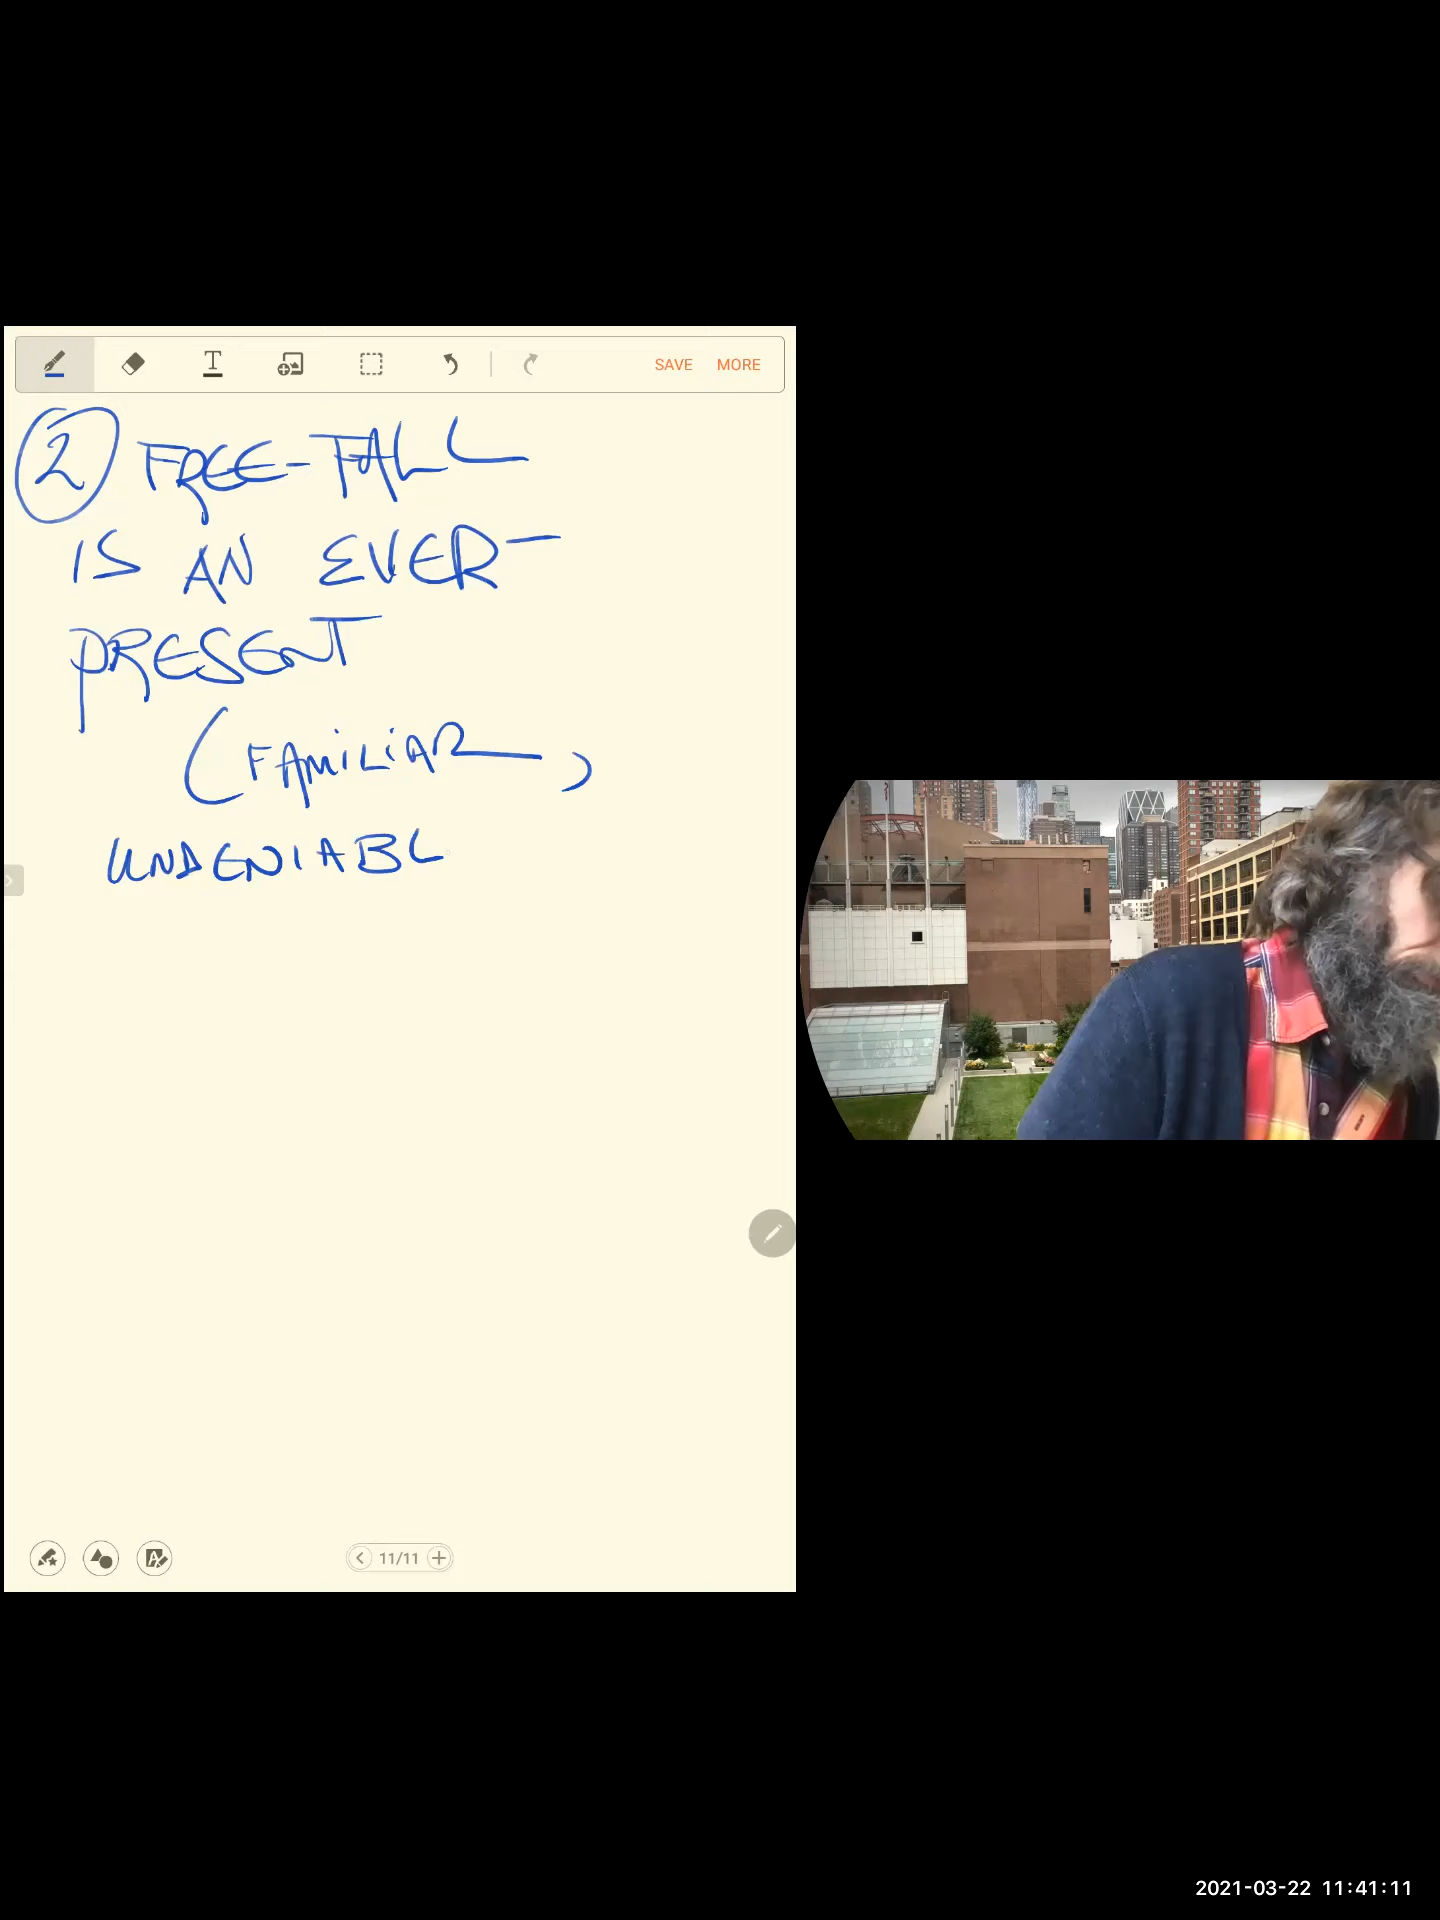 T
SAVE MORE
2 FREE-FALL
IS AN EVER-
PRESENT
(FAMILIAR,
UNDENIABL
A
11/11
2021-03-22 11:41:11